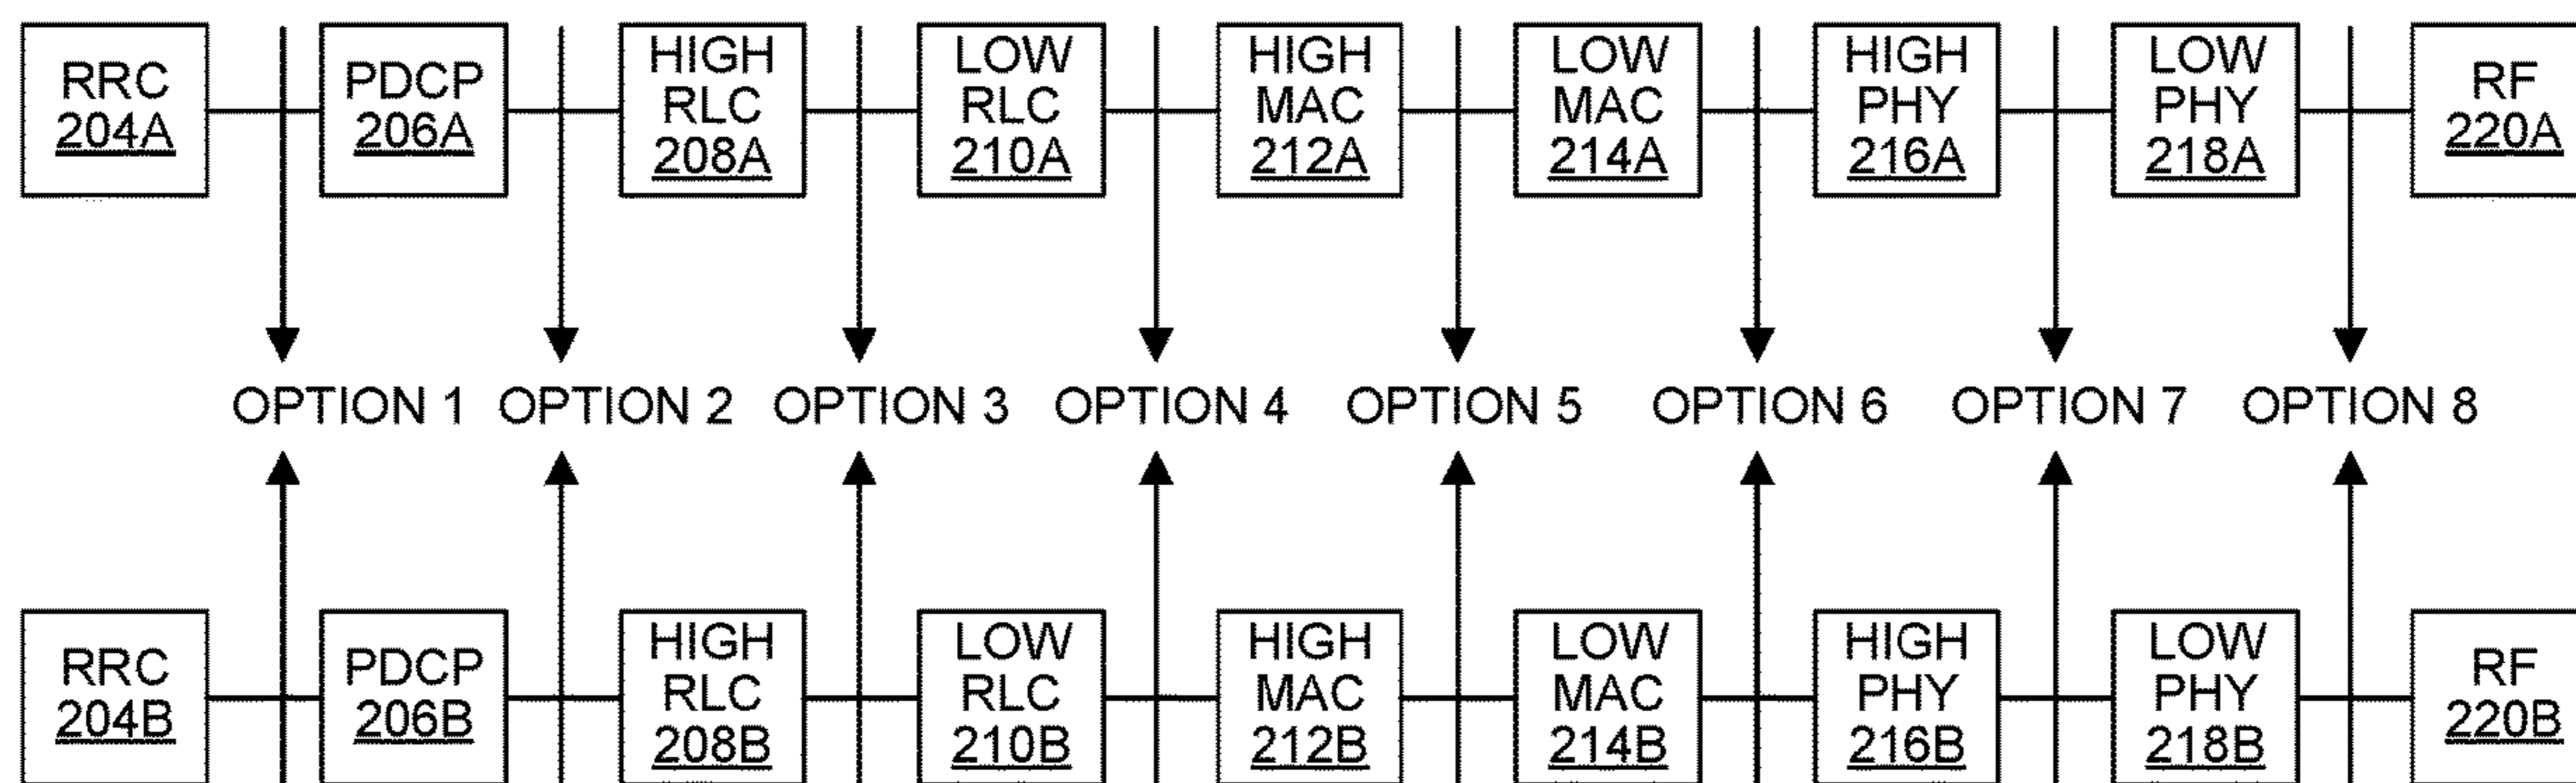 RRC
204A
PDCP
206A
HIGH
RLC
208A
LOW
RLC
210A
HIGH
MAC
212A
LOW
MAC
214A
HIGH
PHY
216A
LOW
PHY
218A
RF
220A
OPTION 1
OPTION 2
OPTION 3
OPTION 4
OPTION 5
OPTION 6
OPTION 7
OPTION 8
RRC
204B
PDCP
206B
HIGH
RLC
208B
LOW
RLC
210B
HIGH
MAC
212B
LOW
MAC
214B
HIGH
PHY
216B
LOW
PHY
218B
RF
220B